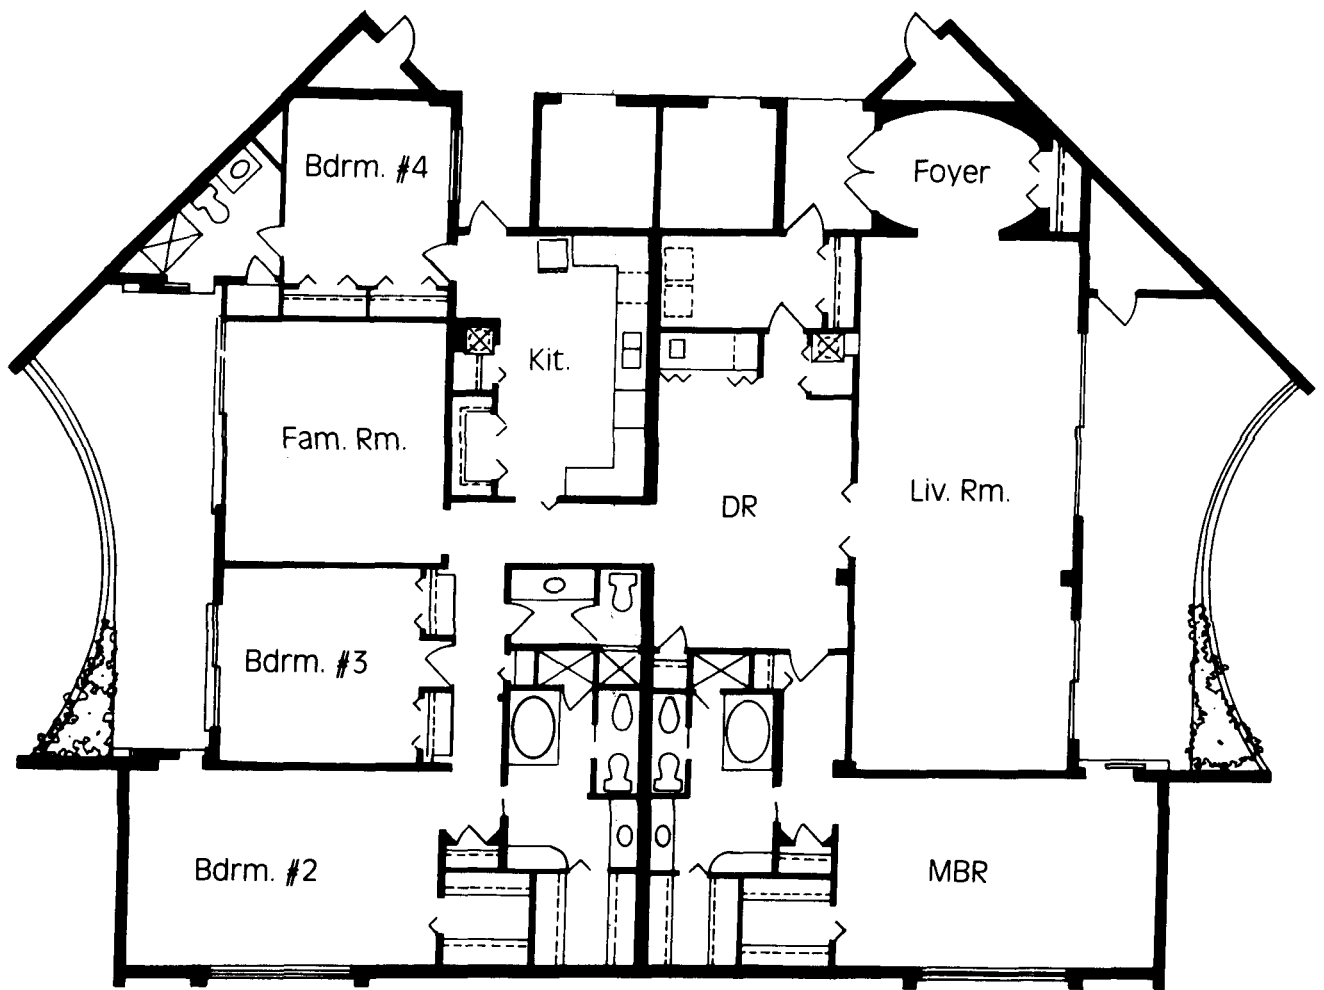 Bdrm. #4
Foyer
Kit.
Fam. Rm.
Liv. Rm.
DR
Bdrm. #3
Bdrm. #2
MBR